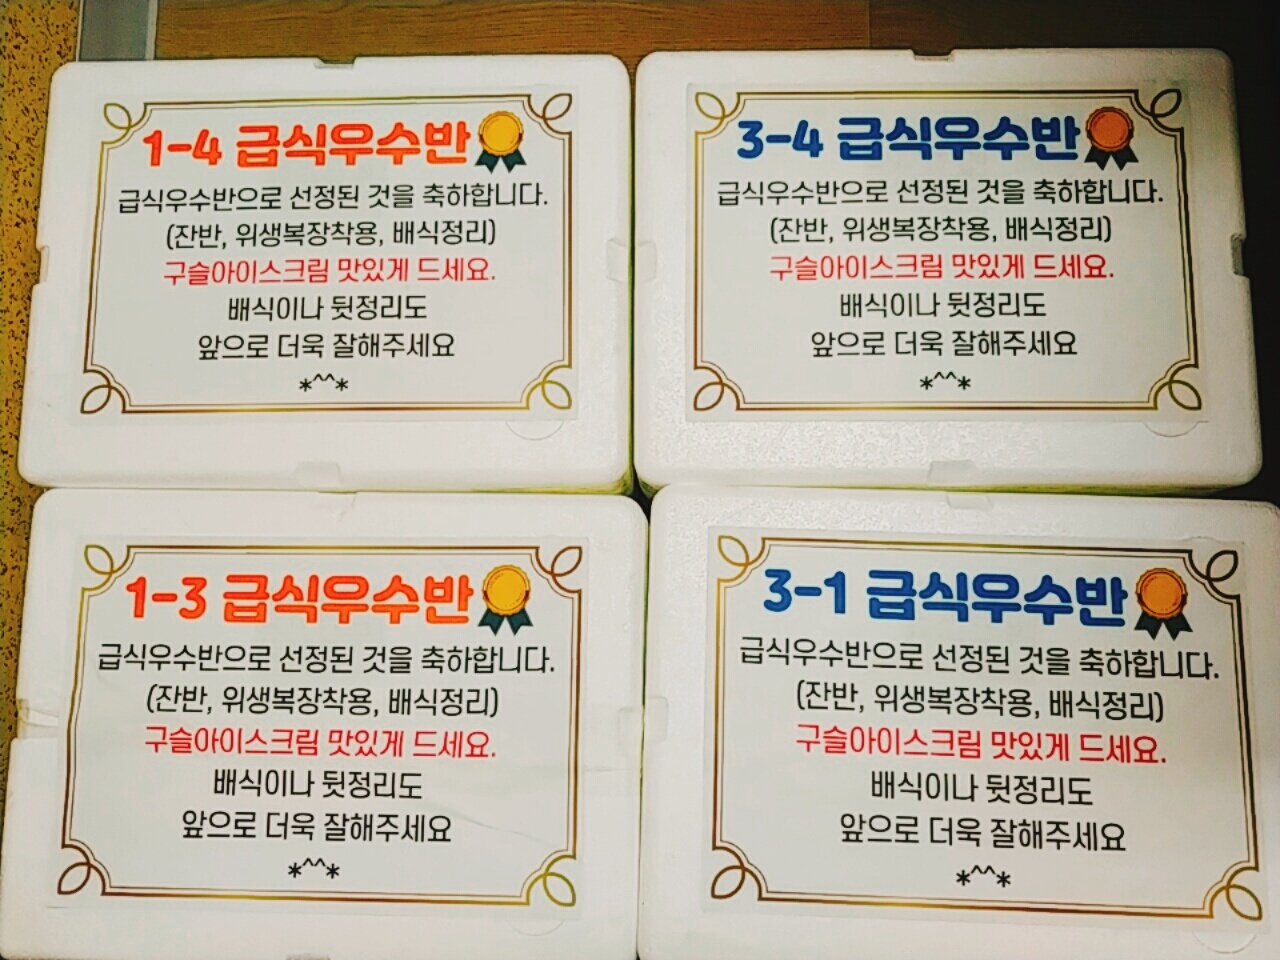 1-4 급식우수반
급식우수반으로 선정된 것을 축하합니다.
(잔반, 위생복장착용, 배식정리)
구슬아이스크림 맛있게 드세요.
배식이나 뒷정리도
앞으로 더욱 잘해주세요
*^^*
3-4 급식우수반
급식우수반으로 선정된 것을 축하합니다.
(잔반, 위생복장착용, 배식정리)
구슬아이스크림 맛있게 드세요.
배식이나 뒷정리도
앞으로 더욱 잘해주세요
*^^*
1-3 급식우수반
급식우수반으로 선정된 것을 축하합니다.
(잔반, 위생복장착용, 배식정리)
구슬아이스크림 맛있게 드세요.
배식이나 뒷정리도
앞으로 더욱 잘해주세요
*^^*
3-1 급식우수반
급식우수반으로 선정된 것을 축하합니다.
(잔반, 위생복장착용, 배식정리)
구슬아이스크림 맛있게 드세요.
배식이나 뒷정리도
앞으로 더욱 잘해주세요
*^^*